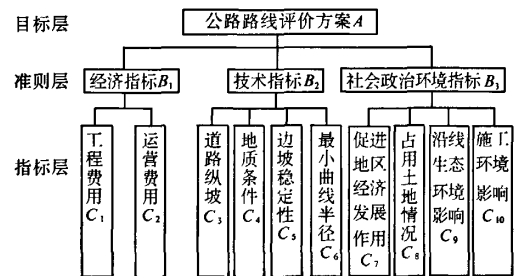 目标层
公路路线评价方案A
准则层
经济指标B₁
技术指标B₂
社会政治环境指标B₃
指标层
工程费用C₁
运营费用C₂
道路纵坡C₃
地质条件C₄
边坡稳定性C₅
最小曲线半径C₆
促进地区经济发展作用C₇
占用土地情况C₈
沿线生态环境影响C₉
施工环境影响C₁₀